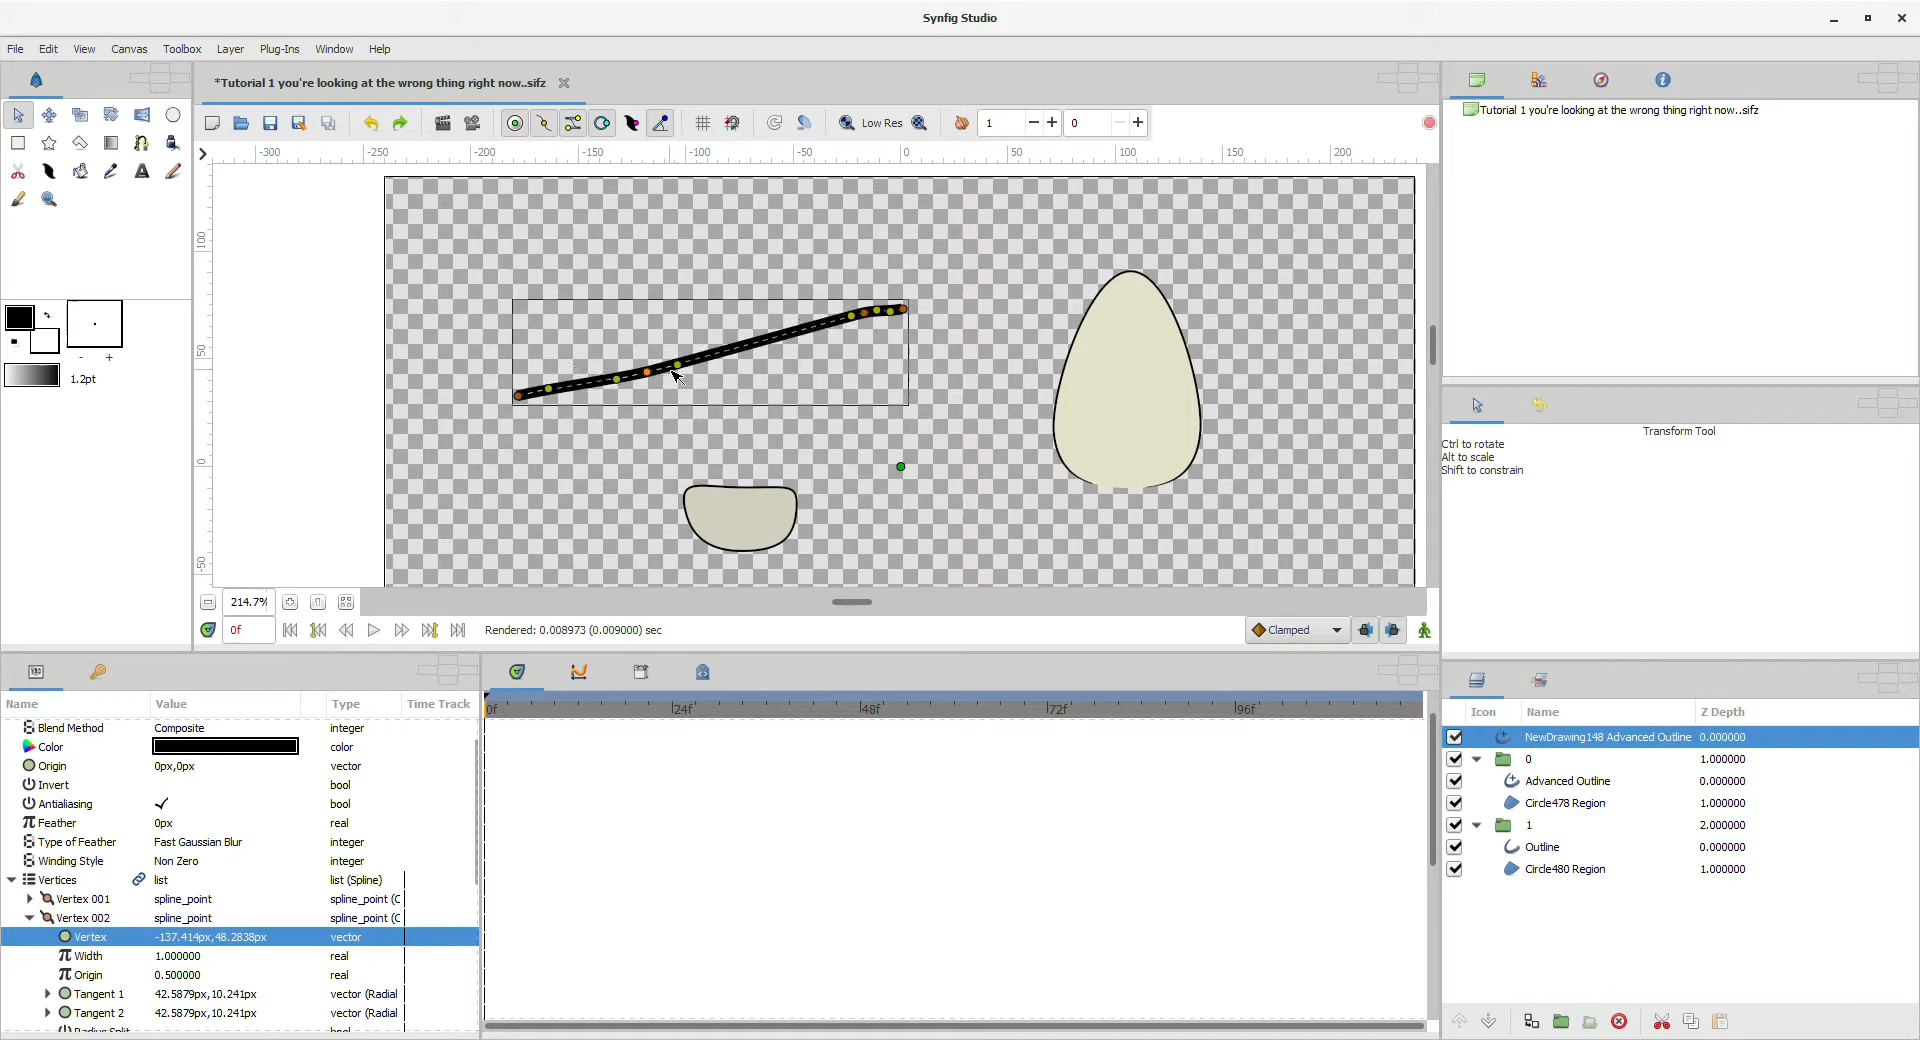 Synfig Studio
File Edit View Canvas Toolbox Layer Plug-Ins Window Help
*Tutorial 1 you're looking at the wrong thing right now..sifz
Low Res 1 0
-300 -250 -200 -150 -100 -50 0 50 100 150 200
100
50
0
-50
1.2pt
214.7%
0f
Rendered: 0.008973 (0.009000) sec
Clamped
Tutorial 1 you're looking at the wrong thing right now..sifz
Transform Tool
Ctrl to rotate
Alt to scale
Shift to constrain
Name Value Type Time Track
Blend Method Composite integer
Color color
Origin 0px,0px vector
Invert bool
Antialiasing bool
Feather 0px real
Type of Feather Fast Gaussian Blur integer
Winding Style Non Zero integer
Vertices list list (Spline)
Vertex 001 spline_point spline_point (C
Vertex 002 spline_point spline_point (C
Vertex -137.414px,48.2838px vector
Width 1.000000 real
Origin 0.500000 real
Tangent 1 42.5879px,10.241px vector (Radial
Tangent 2 42.5879px,10.241px vector (Radial
Radius Split bool
0f 24f 48f 72f 96f
Icon Name Z Depth
NewDrawing148 Advanced Outline 0.000000
0 1.000000
Advanced Outline 0.000000
Circle478 Region 1.000000
1 2.000000
Outline 0.000000
Circle480 Region 1.000000